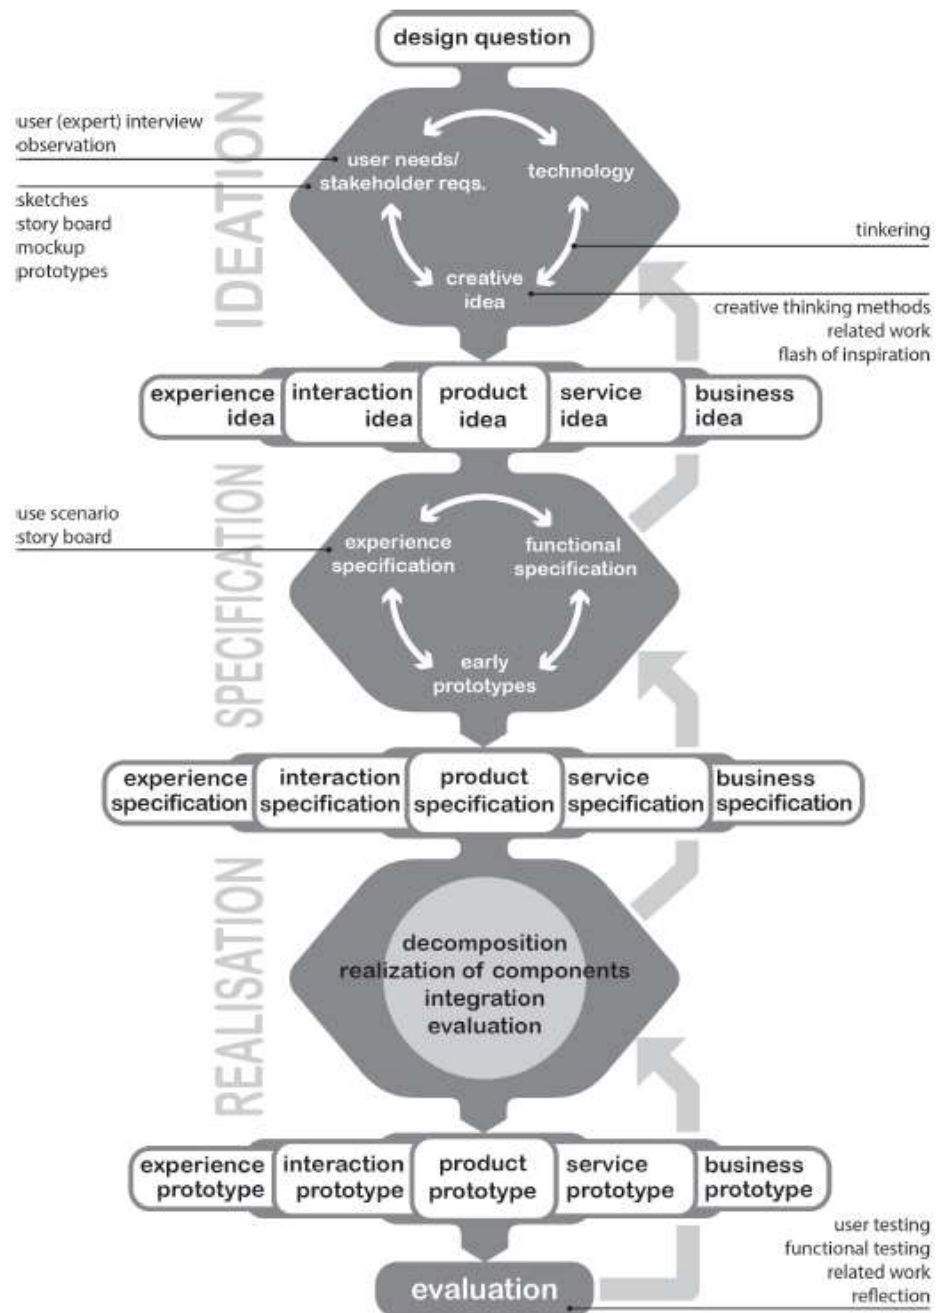 design question
IDEATION
user (expert) interview
observation
sketches
story board
mockup
prototypes
user needs/
stakeholder reqs.
technology
creative
idea
tinkering
creative thinking methods
related work
flash of inspiration
experience
idea
interaction
idea
product
idea
service
idea
business
idea
SPECIFICATION
use scenario
story board
experience
specification
functional
specification
early
prototypes
experience
specification
interaction
specification
product
specification
service
specification
business
specification
REALISATION
decomposition
realization of components
integration
evaluation
experience
prototype
interaction
prototype
product
prototype
service
prototype
business
prototype
evaluation
user testing
functional testing
related work
reflection